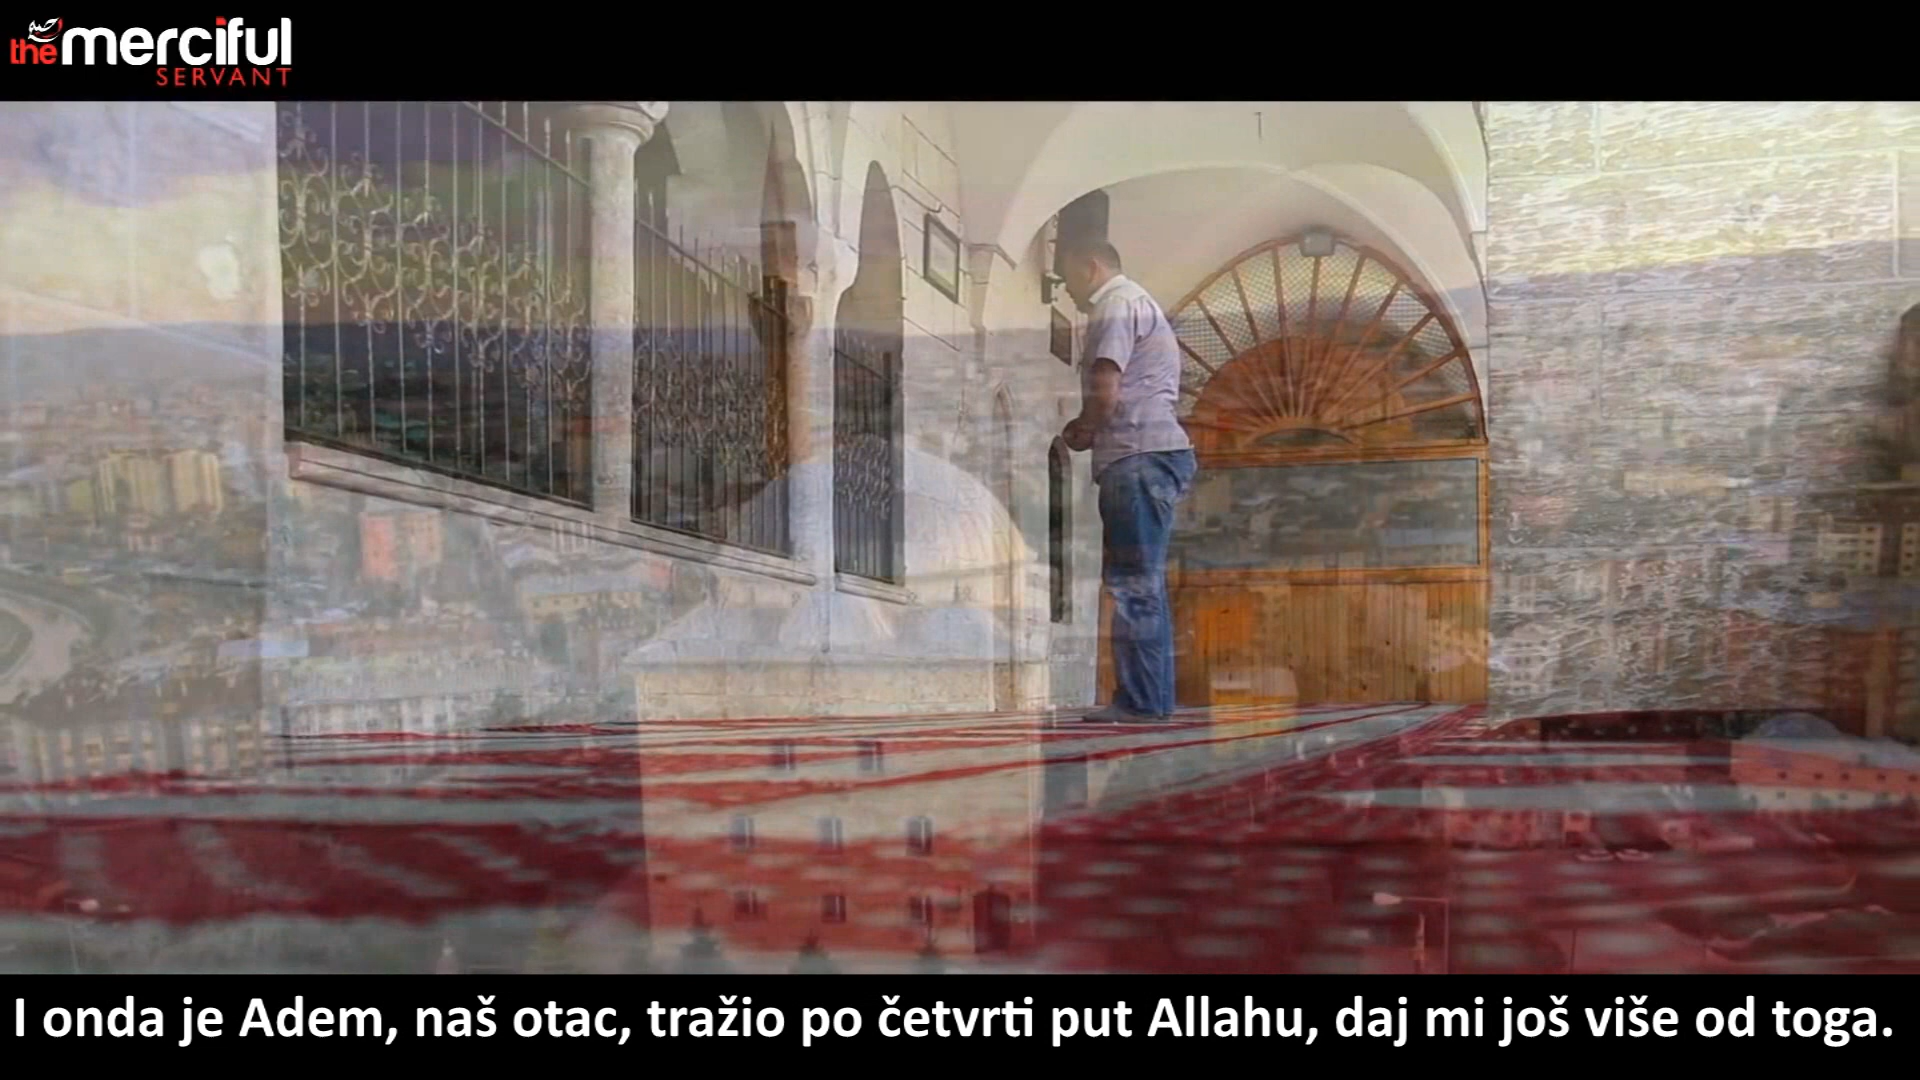 the merciful
SERVANT
I onda je Adem, naš otac, tražio po četvrti put Allahu, daj mi još više od toga.